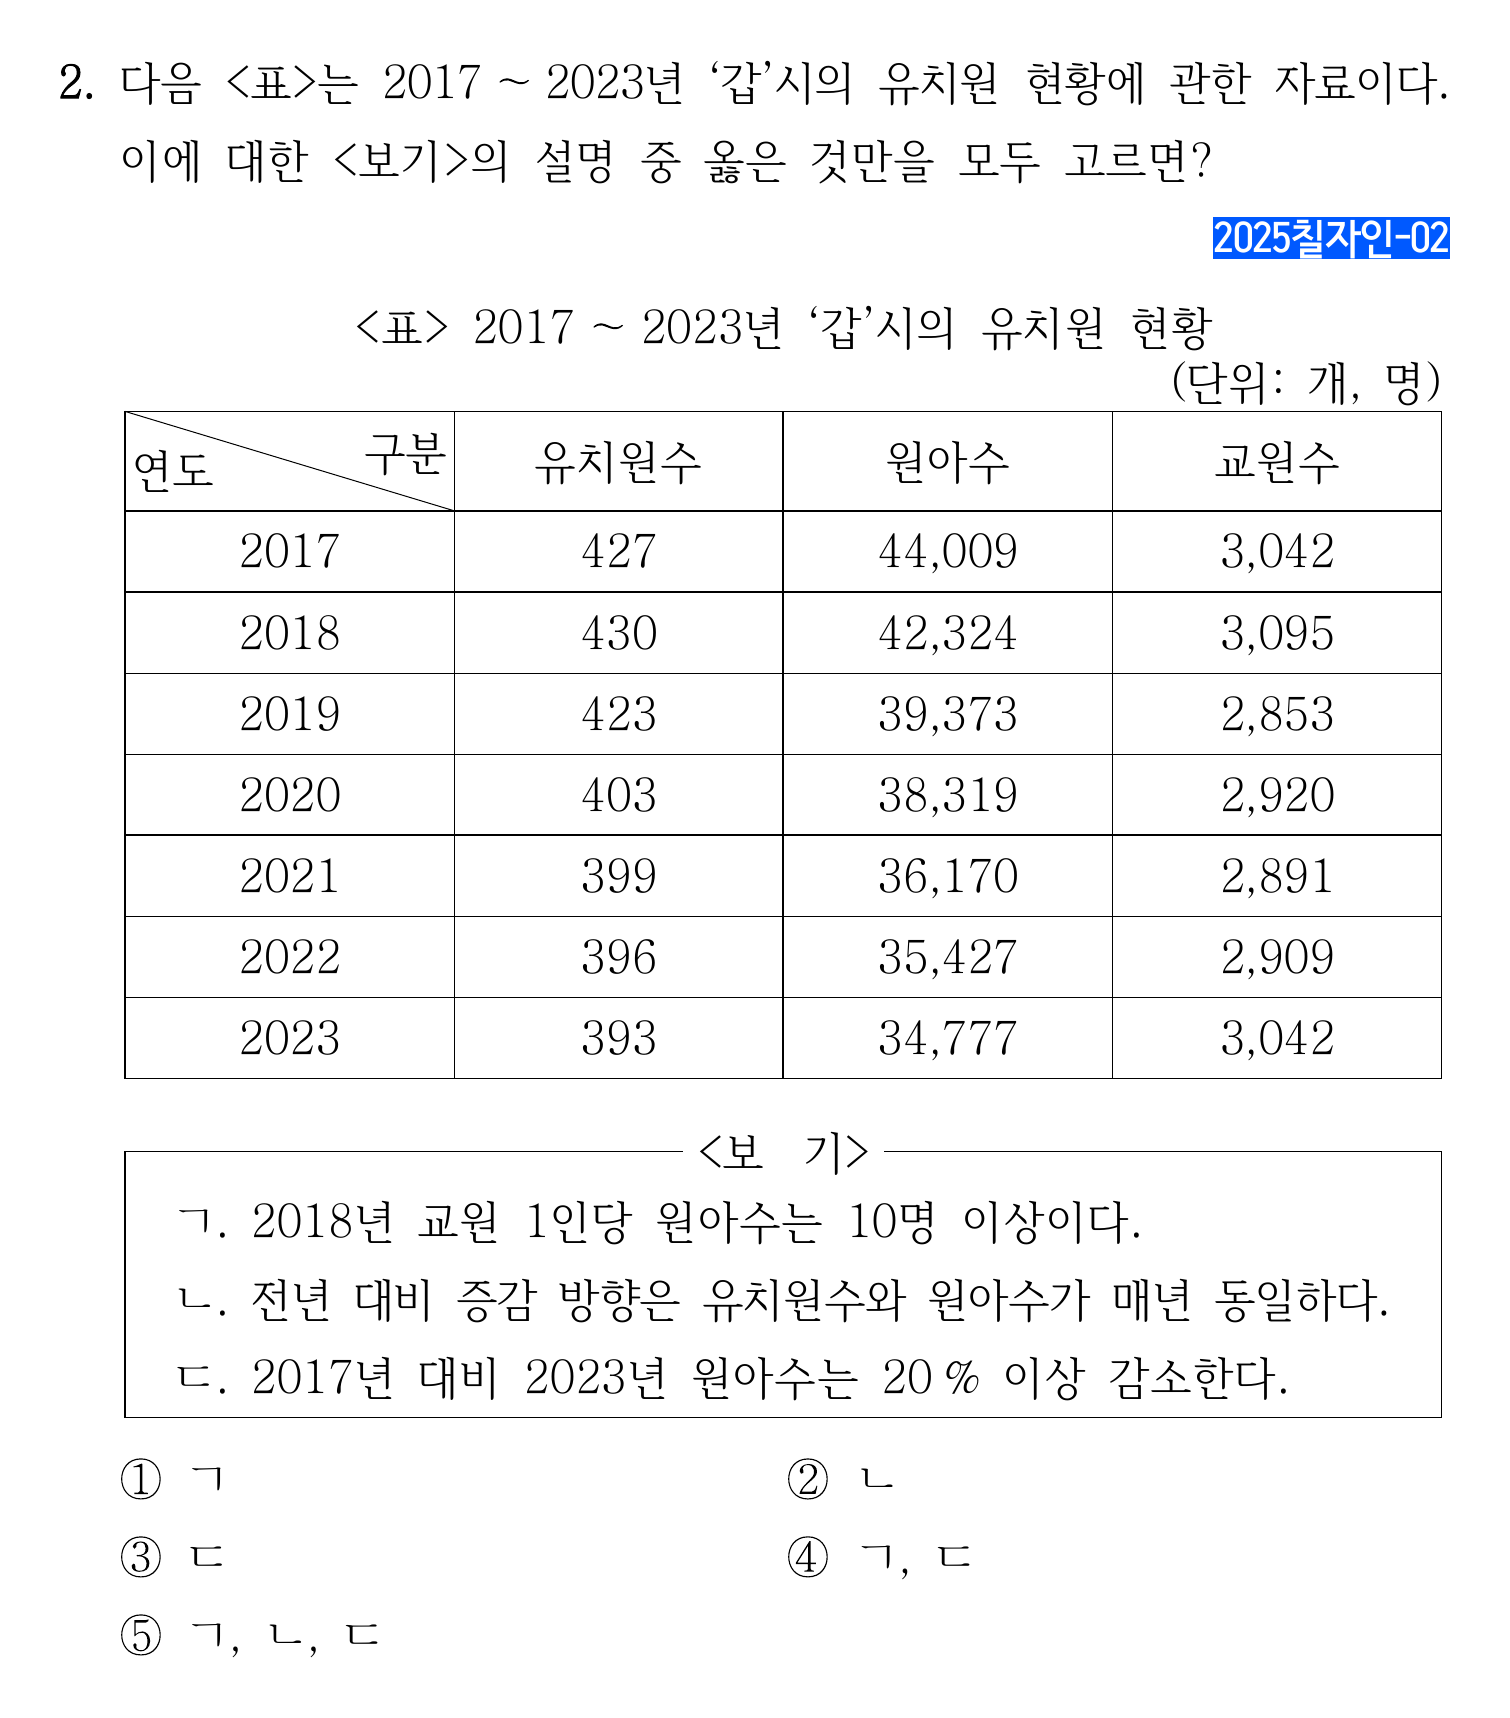 2. 다음 <표>는 2017 ~ 2023년 ‘갑’시의 유치원 현황에 관한 자료이다.
이에 대한 <보기>의 설명 중 옳은 것만을 모두 고르면?
2025칠자인-02
<표> 2017 ~ 2023년 ‘갑’시의 유치원 현황
(단위: 개, 명)
연도 구분 유치원수 원아수 교원수
2017 427 44,009 3,042
2018 430 42,324 3,095
2019 423 39,373 2,853
2020 403 38,319 2,920
2021 399 36,170 2,891
2022 396 35,427 2,909
2023 393 34,777 3,042
<보 기>
ㄱ. 2018년 교원 1인당 원아수는 10명 이상이다.
ㄴ. 전년 대비 증감 방향은 유치원수와 원아수가 매년 동일하다.
ㄷ. 2017년 대비 2023년 원아수는 20 % 이상 감소한다.
① ㄱ ② ㄴ
③ ㄷ ④ ㄱ, ㄷ
⑤ ㄱ, ㄴ, ㄷ